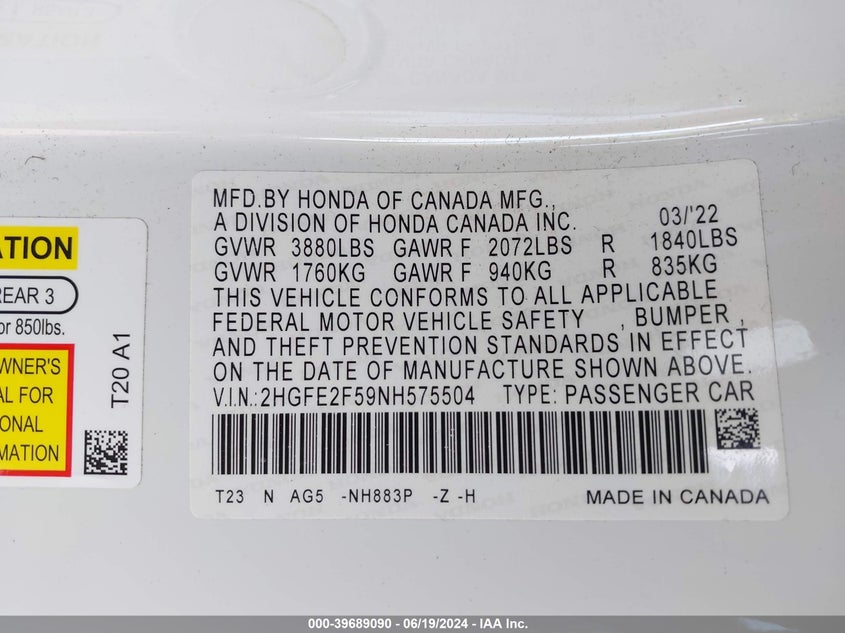 MFD.BY HONDA OF CANADA MFG.,
A DIVISION OF HONDA CANADA INC. 03/'22
GVWR 3880LBS GAWR F 2072LBS R 1840LBS
GVWR 1760KG GAWR F 940KG R 835KG
THIS VEHICLE CONFORMS TO ALL APPLICABLE
FEDERAL MOTOR VEHICLE SAFETY , BUMPER ,
AND THEFT PREVENTION STANDARDS IN EFFECT
ON THE DATE OF MANUFACTURE SHOWN ABOVE.
V.I.N.:2HGFE2F59NH575504 TYPE: PASSENGER CAR
T23 N AG5 -NH883P -Z -H MADE IN CANADA
ATION
REAR 3
or 850lbs.
OWNER'S
AL FOR
IONAL
RMATION
T20 A1
000-39689090 - 06/19/2024 - IAA Inc.